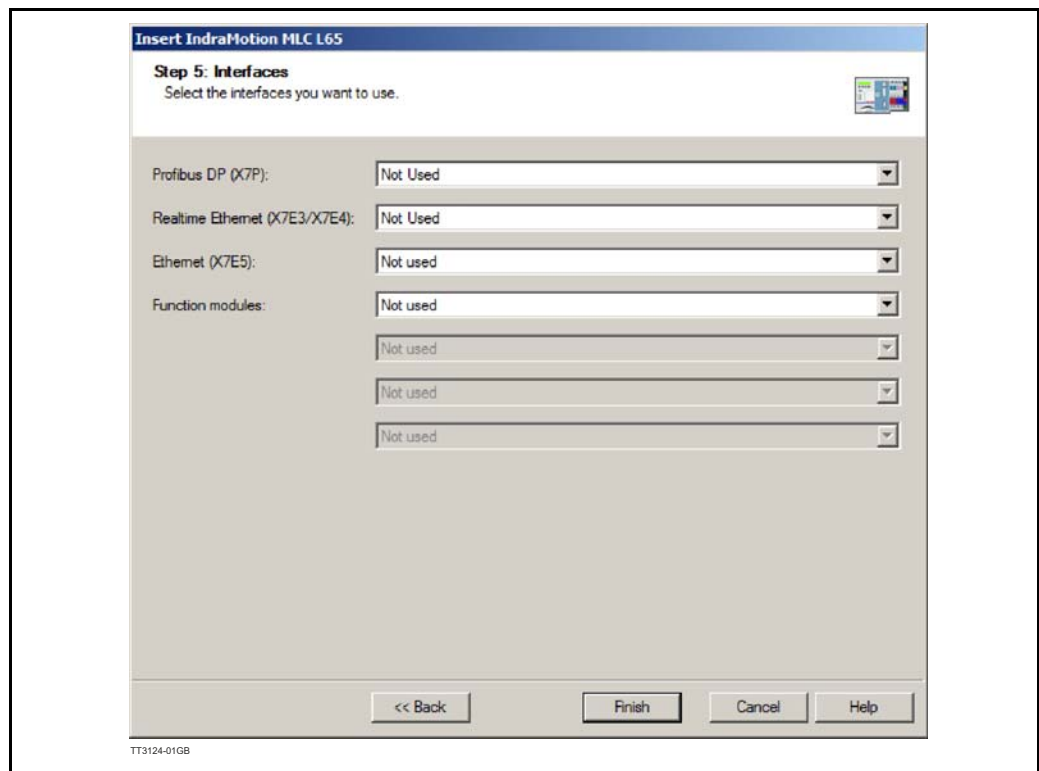 Insert IndraMotion MLC L65
Step 5: Interfaces
Select the interfaces you want to use.
Profibus DP (X7P):
Not Used
Realtime Ethernet (X7E3/X7E4):
Not Used
Ethernet (X7E5):
Not used
Function modules:
Not used
Not used
Not used
Not used
<< Back
Finish
Cancel
Help
TT3124-01GB